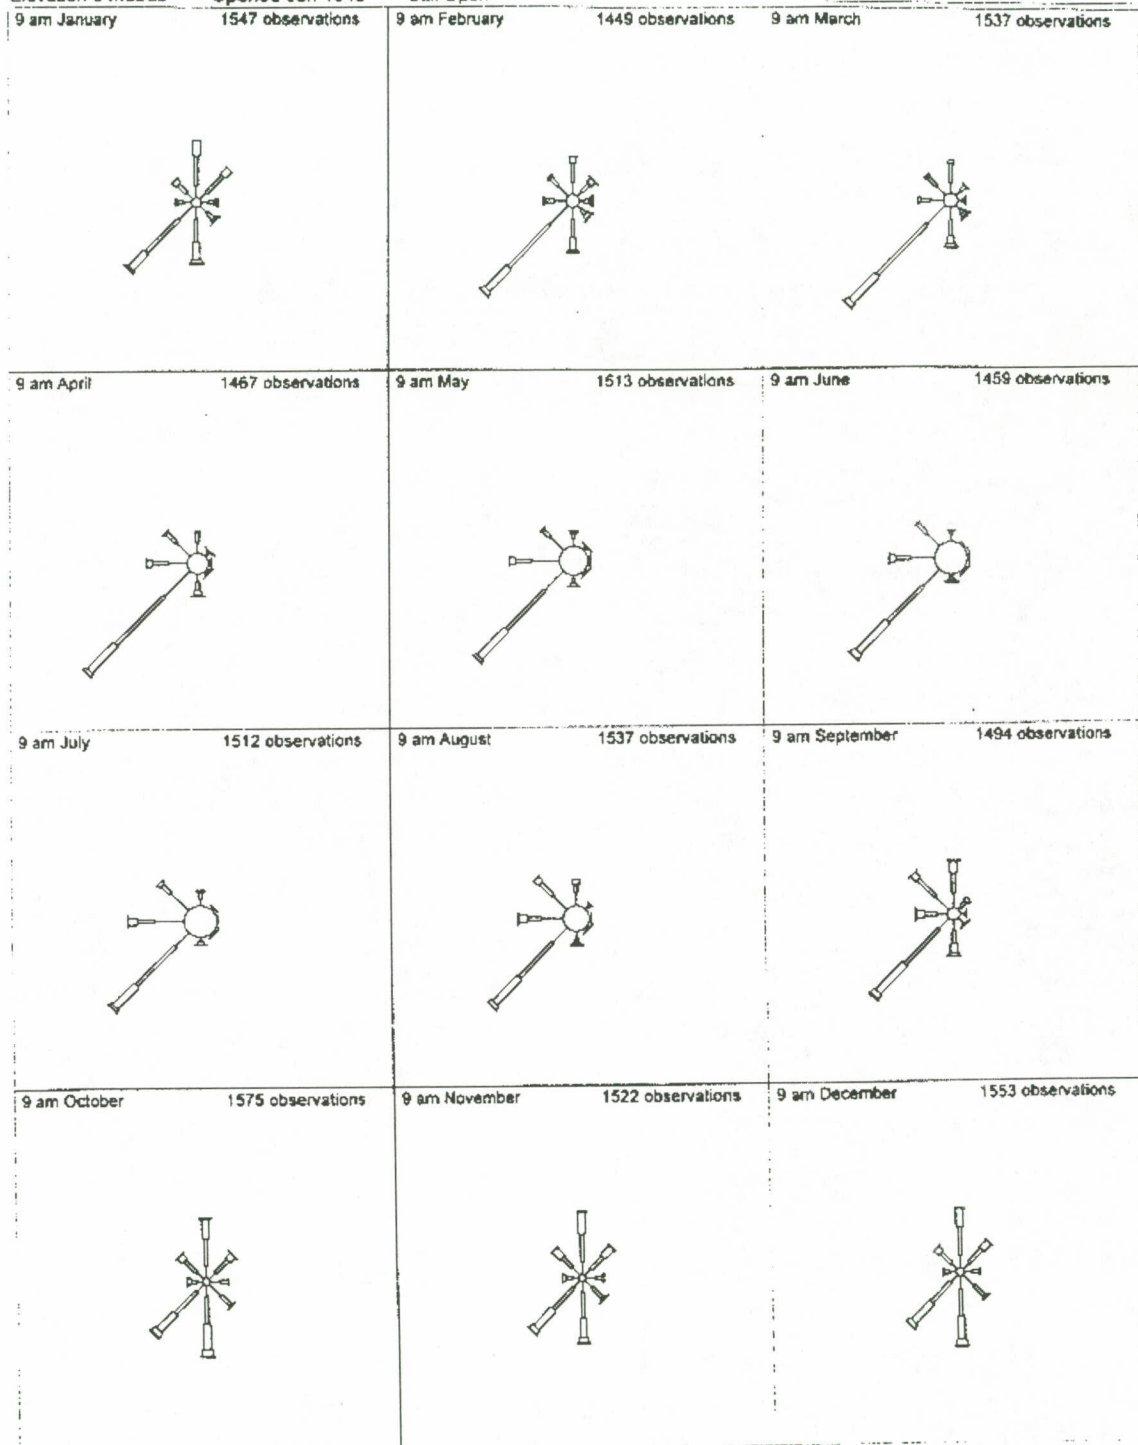 9 am January 1547 observations 9 am February 1449 observations 9 am March 1537 observations
9 am April 1467 observations 9 am May 1513 observations 9 am June 1459 observations
9 am July 1512 observations 9 am August 1537 observations 9 am September 1494 observations
9 am October 1575 observations 9 am November 1522 observations 9 am December 1553 observations